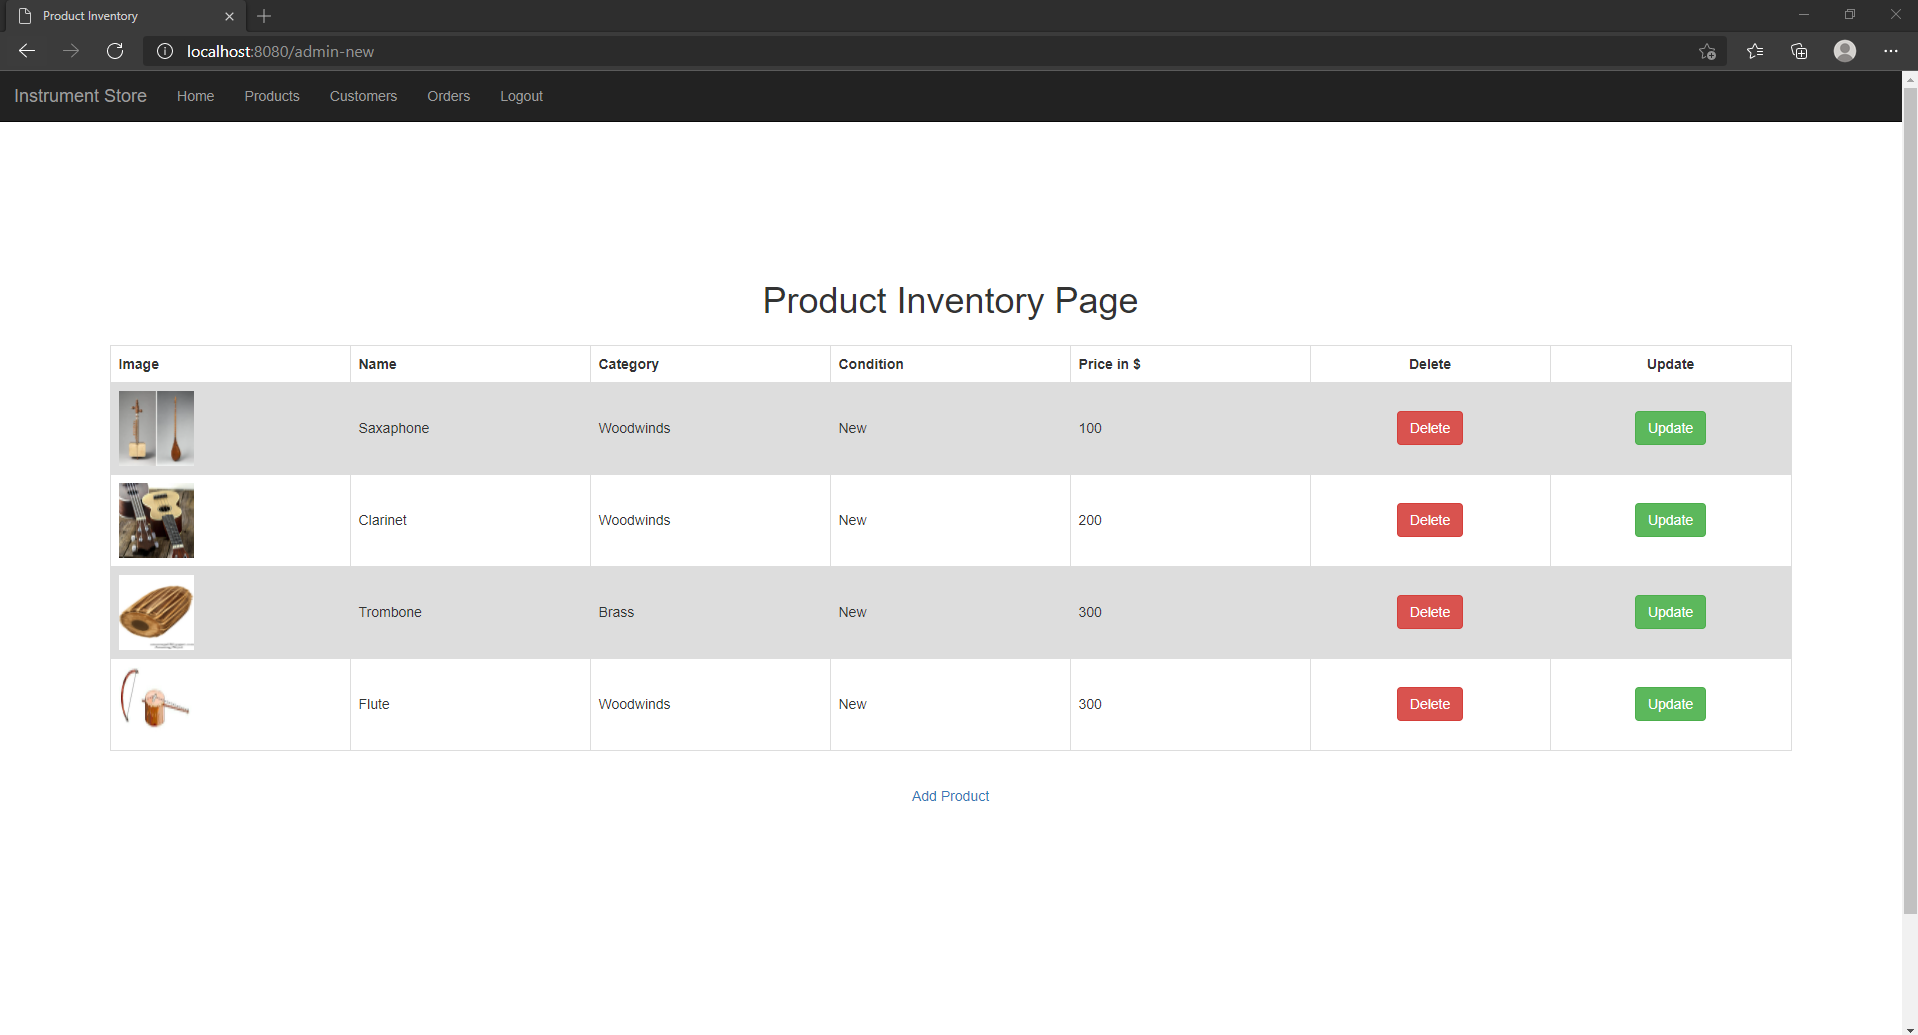 Product Inventory
localhost:8080/admin-new
Instrument Store Home Products Customers Orders Logout
Product Inventory Page
Image Name Category Condition Price in $ Delete Update
Saxaphone Woodwinds New 100 Delete Update
Clarinet Woodwinds New 200 Delete Update
Trombone Brass New 300 Delete Update
Flute Woodwinds New 300 Delete Update
Add Product